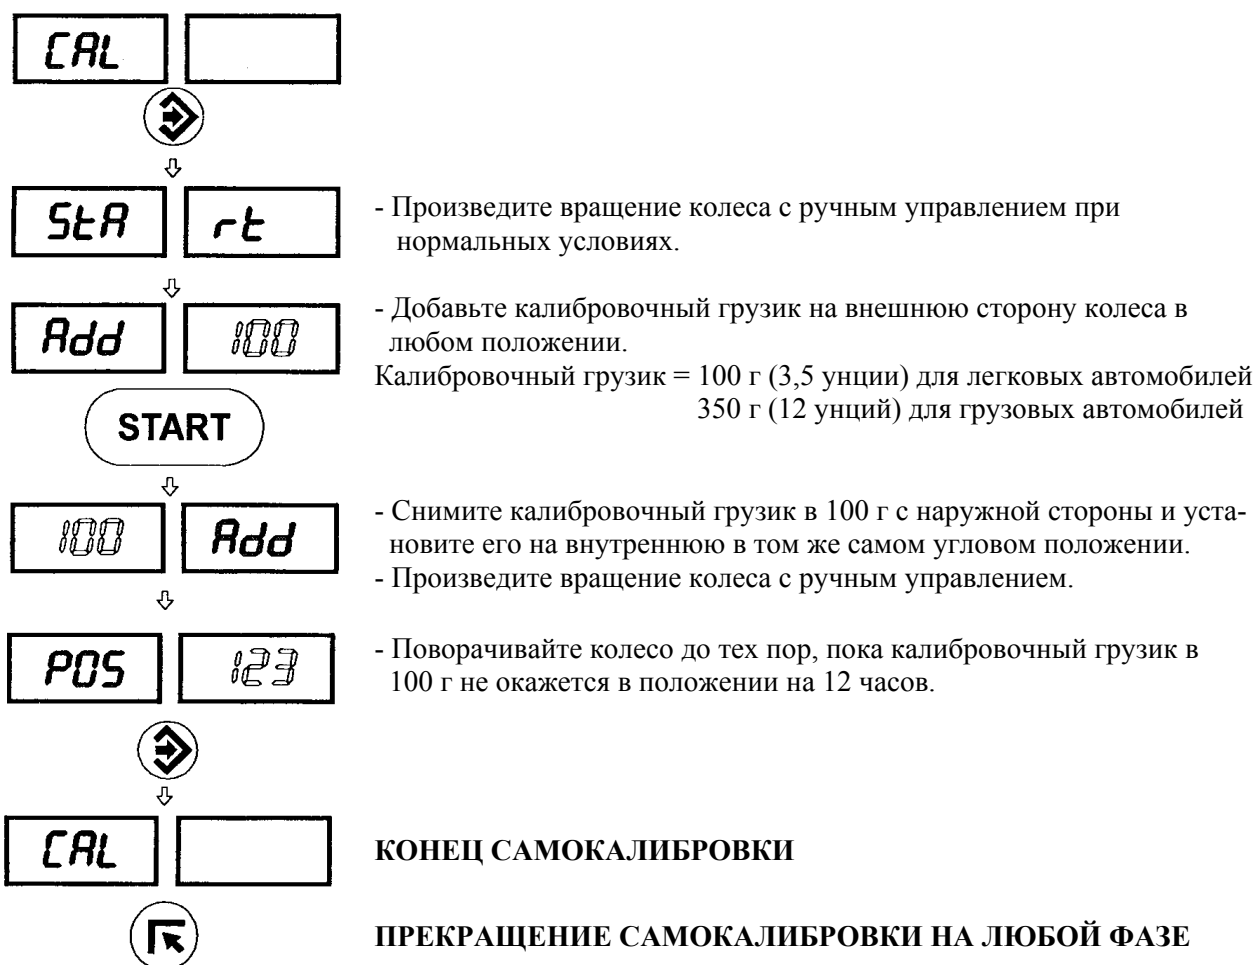 CAL
StA rt
- Произведите вращение колеса с ручным управлением при
нормальных условиях.
Add 100
- Добавьте калибровочный грузик на внешнюю сторону колеса в
любом положении.
Калибровочный грузик = 100 г (3,5 унции) для легковых автомобилей
350 г (12 унций) для грузовых автомобилей
START
100 Add
- Снимите калибровочный грузик в 100 г с наружной стороны и уста-
новите его на внутреннюю в том же самом угловом положении.
- Произведите вращение колеса с ручным управлением.
POS 123
- Поворачивайте колесо до тех пор, пока калибровочный грузик в
100 г не окажется в положении на 12 часов.
CAL
КОНЕЦ САМОКАЛИБРОВКИ
ПРЕКРАЩЕНИЕ САМОКАЛИБРОВКИ НА ЛЮБОЙ ФАЗЕ